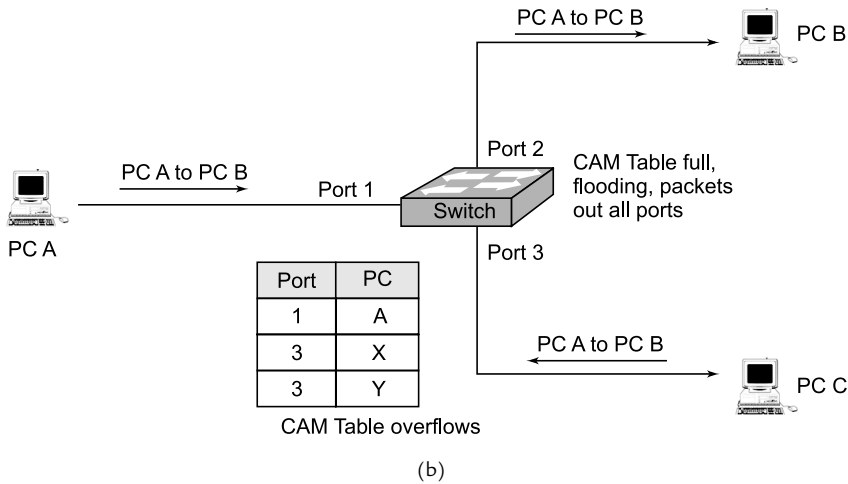 PC A to PC B
PC B
Port 2
CAM Table full,
flooding, packets
out all ports
PC A to PC B
Port 1
Switch
PC A
Port 3
Port PC
1 A
3 X
3 Y
CAM Table overflows
PC A to PC B
PC C
(b)